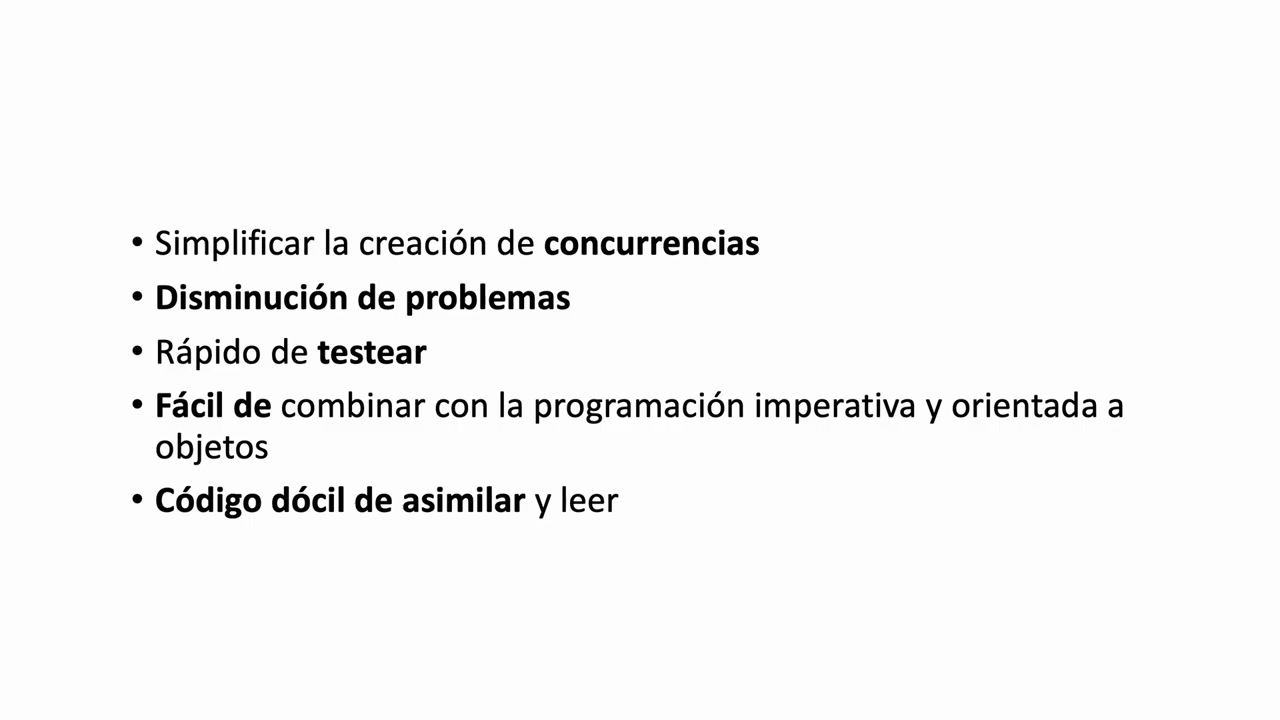 • Simplificar la creación de concurrencias
• Disminución de problemas
• Rápido de testear
• Fácil de combinar con la programación imperativa y orientada a
objetos
• Código dócil de asimilar y leer